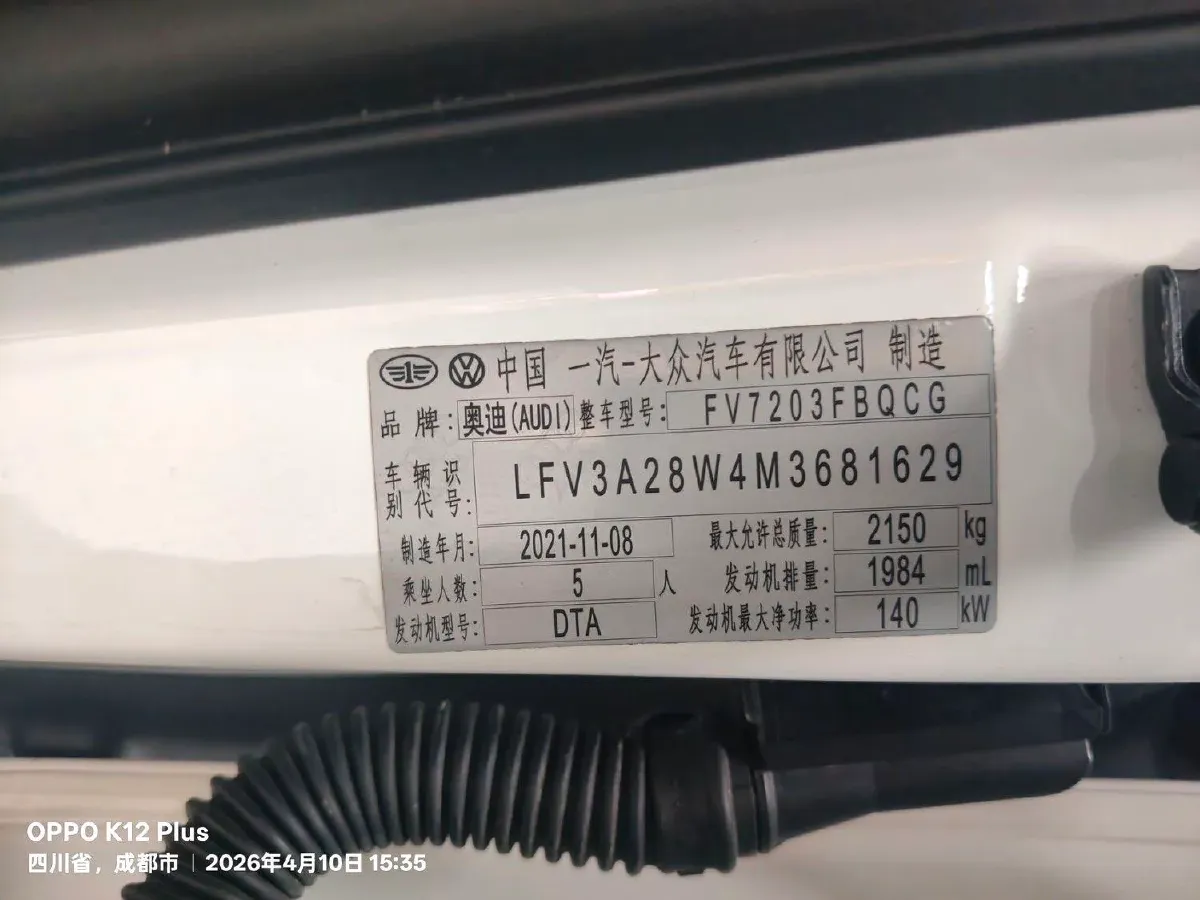 中国 一汽-大众汽车有限公司 制造
品牌:奥迪(AUDI) 整车型号: FV7203FBQCG
车辆识别代号: LFV3A28W4M3681629
制造年月: 2021-11-08 最大允许总质量: 2150 kg
乘坐人数: 5 人 发动机排量: 1984 mL
发动机型号: DTA 发动机最大净功率: 140 kW
OPPO K12 Plus
四川省，成都市 | 2026年4月10日 15:35